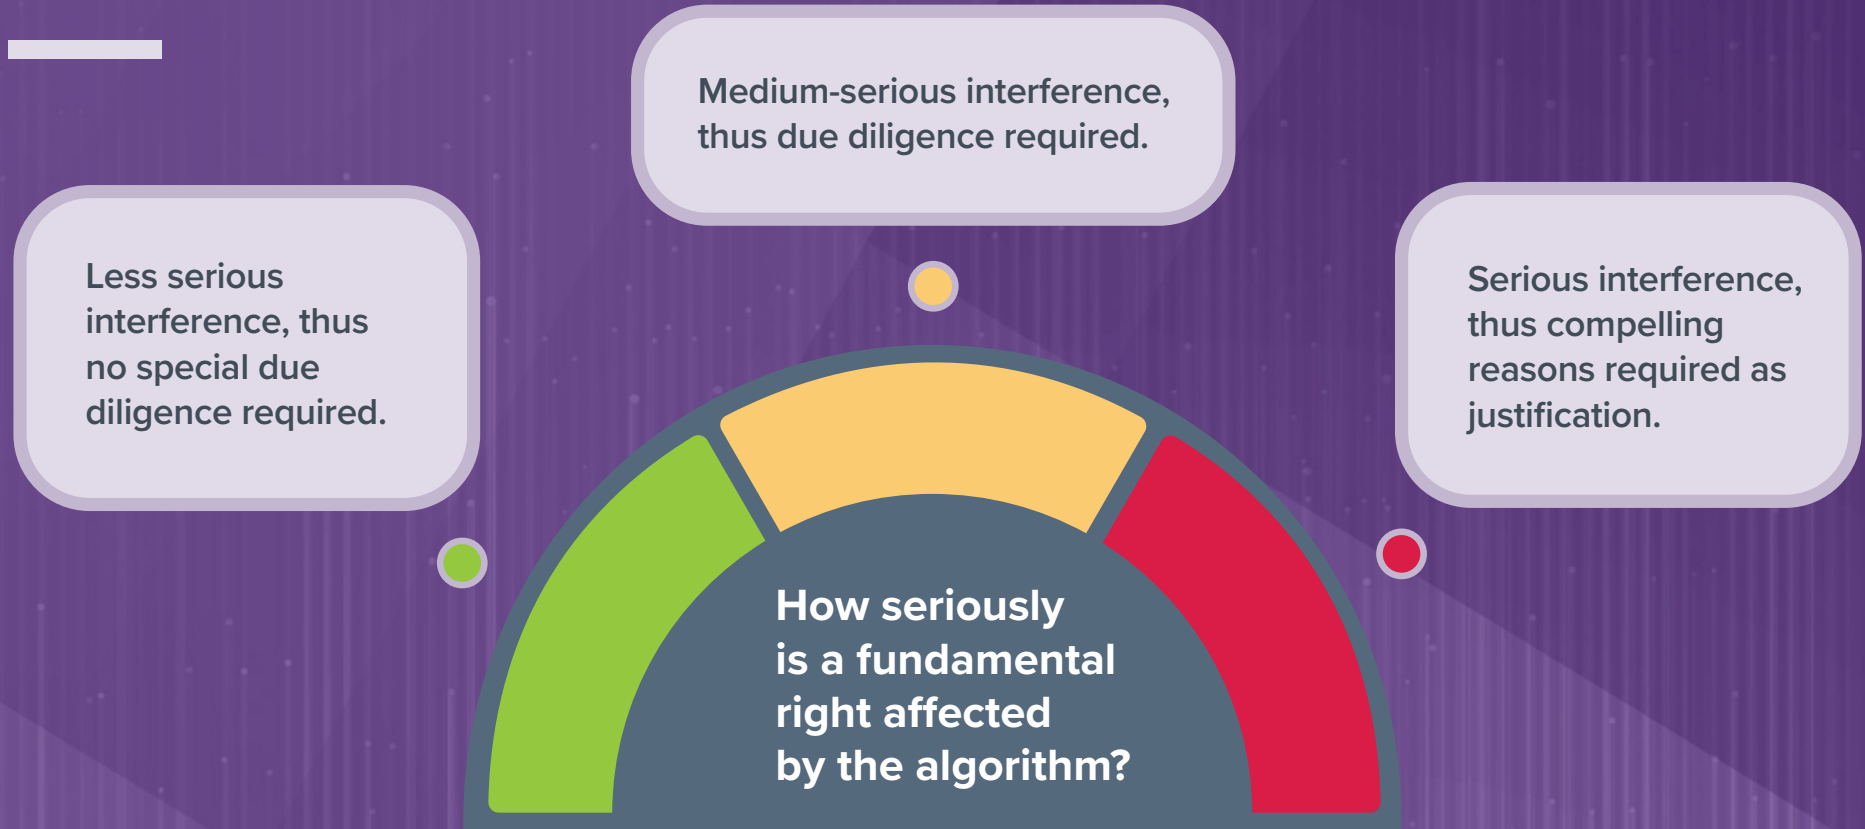 Medium-serious interference,
thus due diligence required.
Less serious
interference, thus
no special due
diligence required.
Serious interference,
thus compelling
reasons required as
justification.
How seriously
is a fundamental
right affected
by the algorithm?